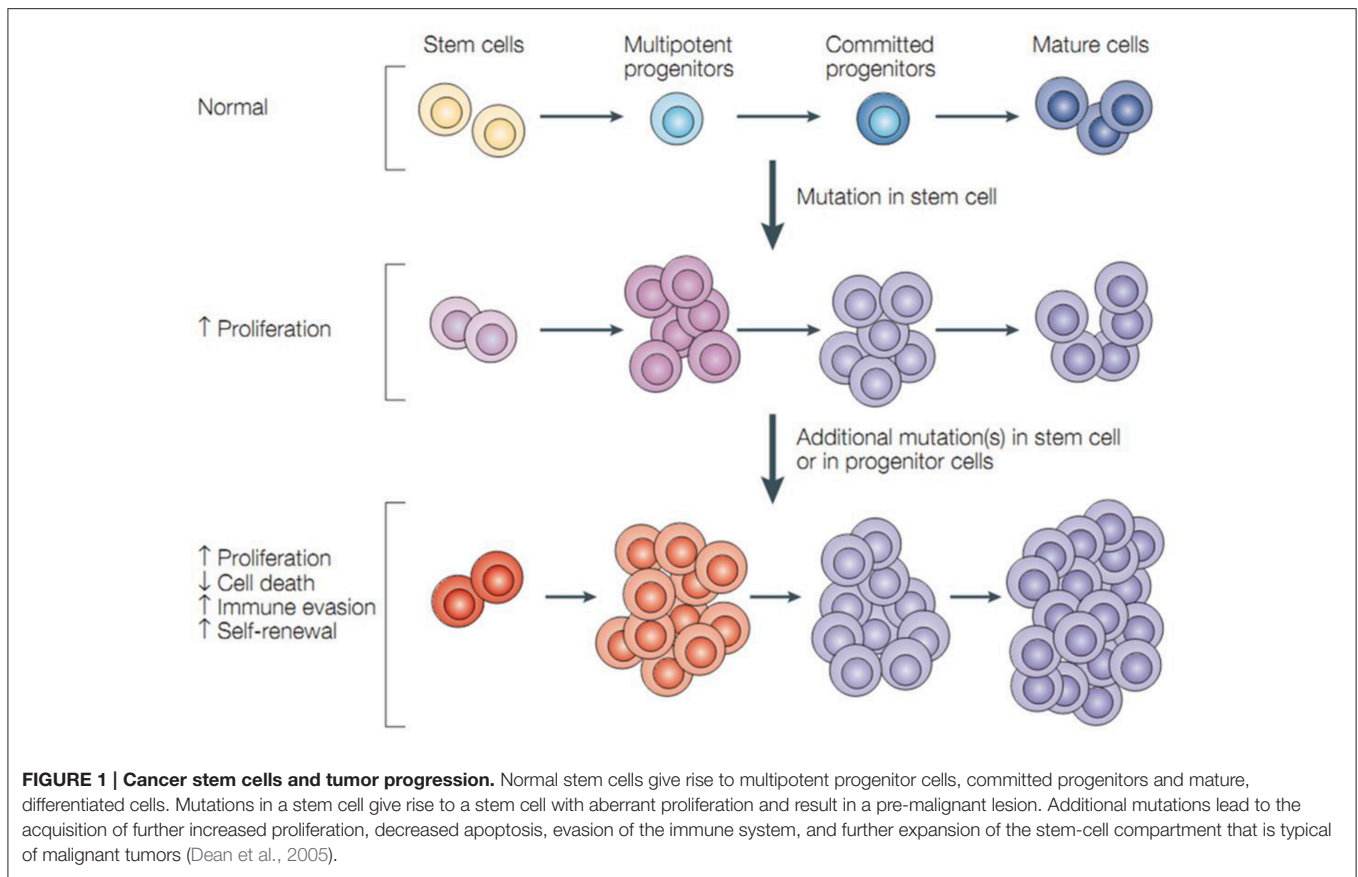 Stem cells
Multipotent
progenitors
Committed
progenitors
Mature cells
Normal
Mutation in stem cell
↑ Proliferation
Additional mutation(s) in stem cell
or in progenitor cells
↑ Proliferation
↓ Cell death
↑ Immune evasion
↑ Self-renewal
FIGURE 1 | Cancer stem cells and tumor progression. Normal stem cells give rise to multipotent progenitor cells, committed progenitors and mature,
differentiated cells. Mutations in a stem cell give rise to a stem cell with aberrant proliferation and result in a pre-malignant lesion. Additional mutations lead to the
acquisition of further increased proliferation, decreased apoptosis, evasion of the immune system, and further expansion of the stem-cell compartment that is typical
of malignant tumors (Dean et al., 2005).